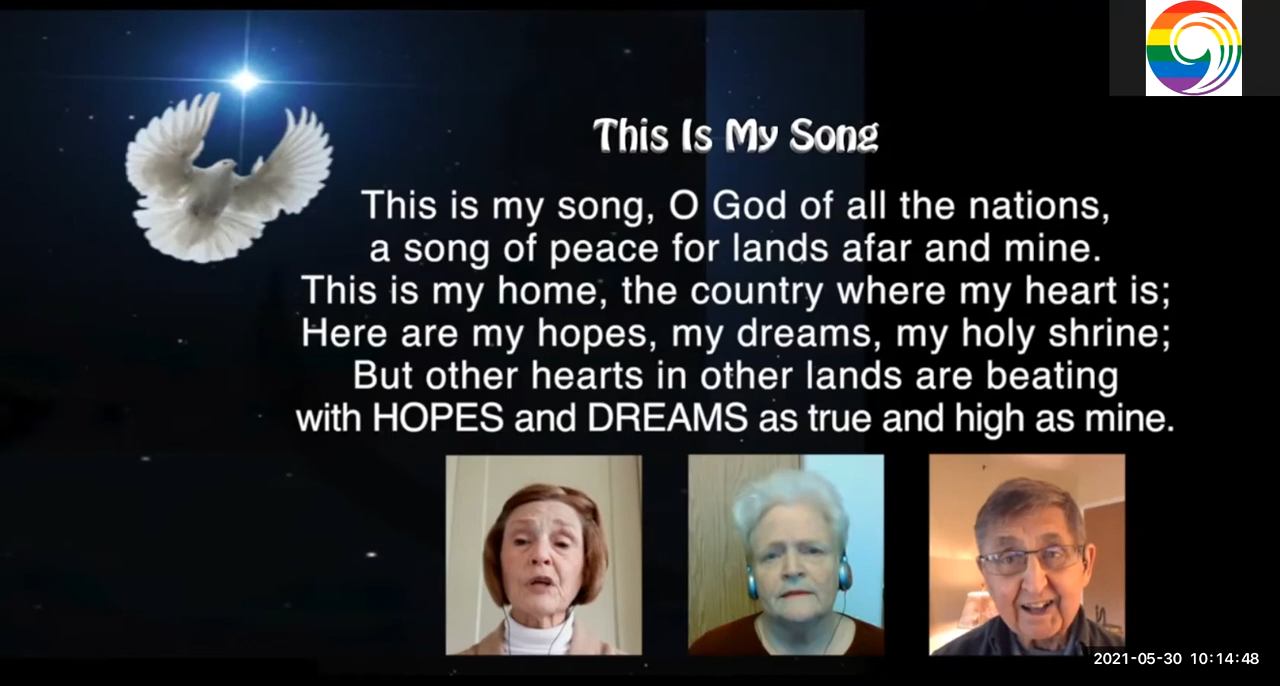 This Is My Song
This is my song, O God of all the nations,
a song of peace for lands afar and mine.
This is my home, the country where my heart is;
Here are my hopes, my dreams, my holy shrine;
But other hearts in other lands are beating
with HOPES and DREAMS as true and high as mine.
2021-05-30 10:14:48